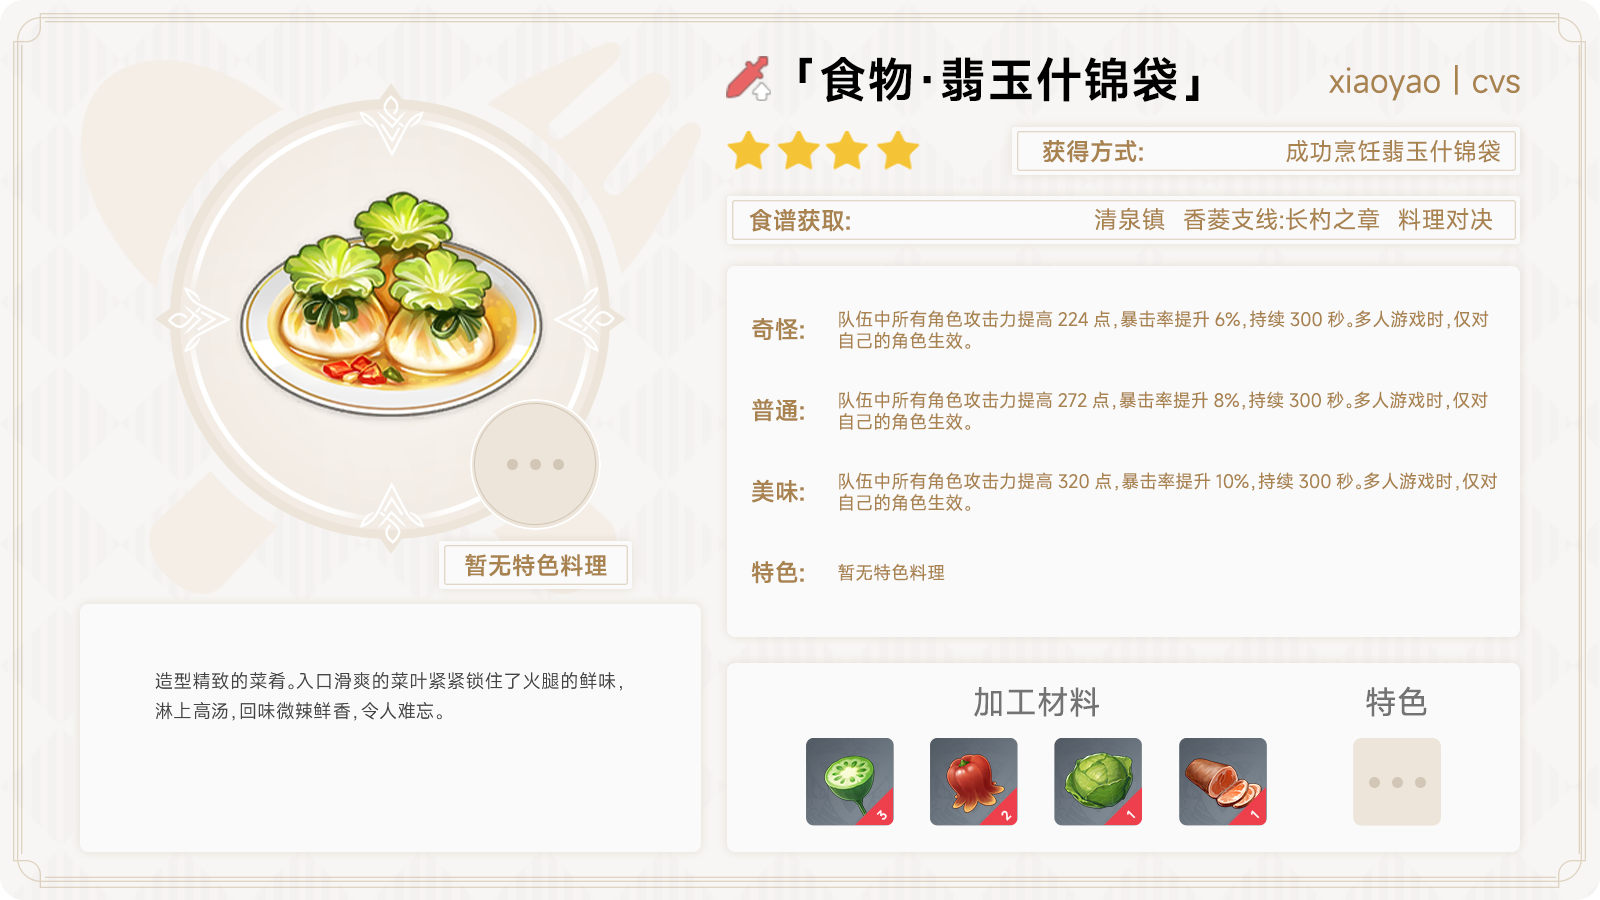 「食物·翡玉什锦袋」
xiaoyao | cvs
获得方式: 成功烹饪翡玉什锦袋
食谱获取: 清泉镇 香菱支线:长杓之章 料理对决
奇怪: 队伍中所有角色攻击力提高 224 点,暴击率提升 6%,持续 300 秒。多人游戏时,仅对
自己的角色生效。
普通: 队伍中所有角色攻击力提高 272 点,暴击率提升 8%,持续 300 秒。多人游戏时,仅对
自己的角色生效。
美味: 队伍中所有角色攻击力提高 320 点,暴击率提升 10%,持续 300 秒。多人游戏时,仅对
自己的角色生效。
特色: 暂无特色料理
暂无特色料理
造型精致的菜肴。入口滑爽的菜叶紧紧锁住了火腿的鲜味,
淋上高汤,回味微辣鲜香,令人难忘。
加工材料
特色
3
2
1
1